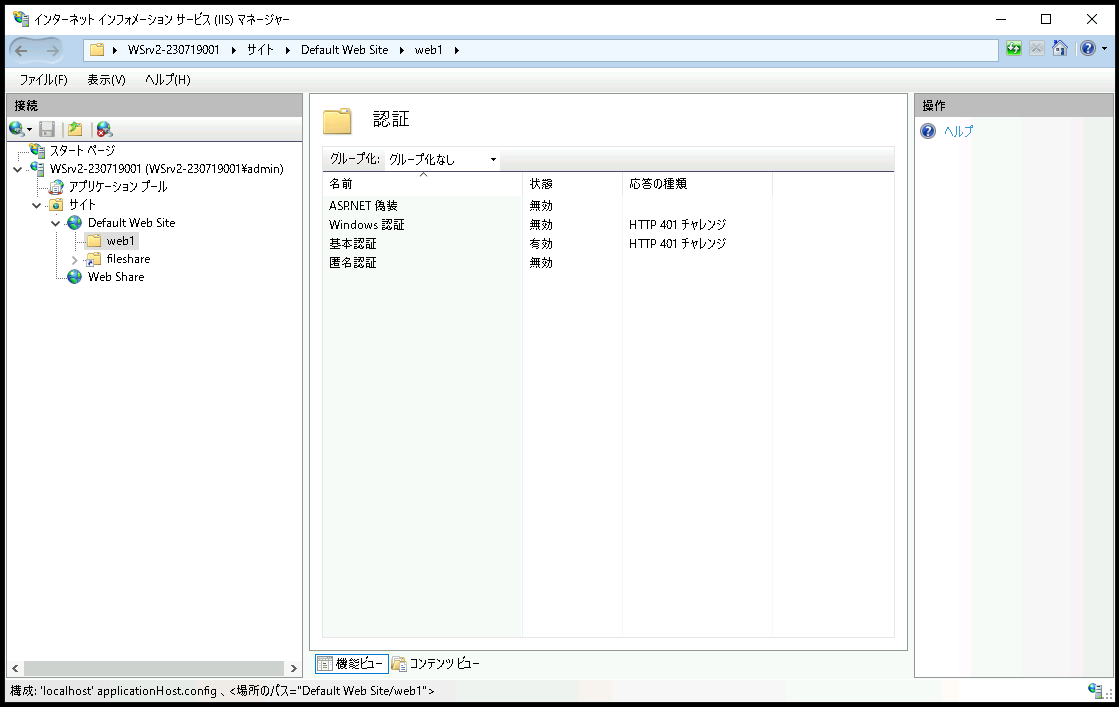 インターネット インフォメーション サービス (IIS) マネージャー
WSrv2-230719001 サイト Default Web Site web1
ファイル(F) 表示(V) ヘルプ(H)
接続
スタート ページ
WSrv2-230719001 (WSrv2-230719001¥admin)
アプリケーション プール
サイト
Default Web Site
web1
fileshare
Web Share
認証
グループ化: グループ化なし
名前 状態 応答の種類
ASP.NET 偽装 無効
Windows 認証 無効 HTTP 401 チャレンジ
基本認証 有効 HTTP 401 チャレンジ
匿名認証 無効
機能ビュー コンテンツ ビュー
操作
ヘルプ
構成: 'localhost' applicationHost.config 、<場所のパス="Default Web Site/web1">